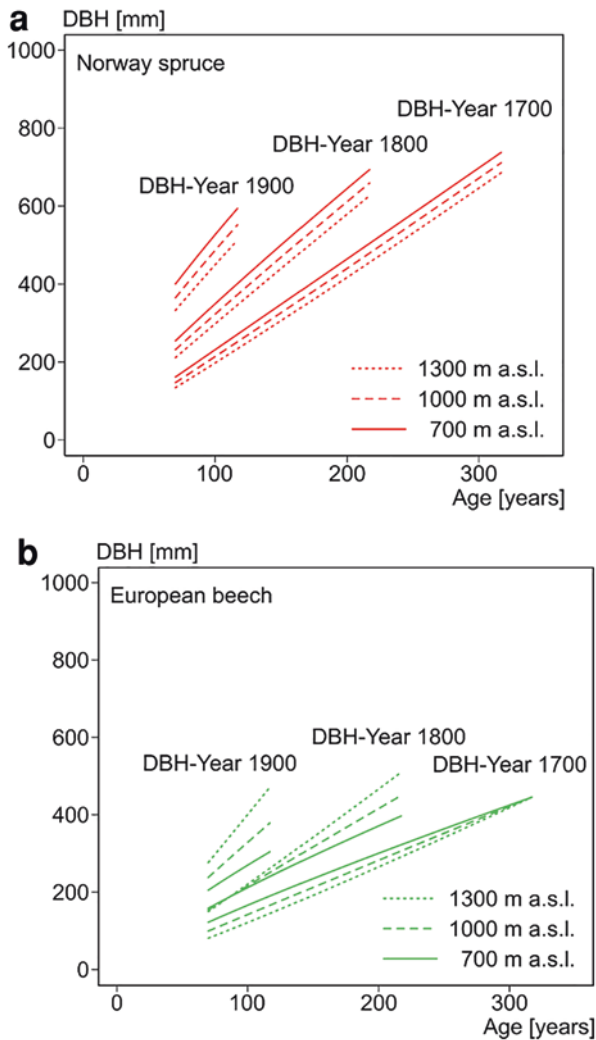 a
DBH [mm]
1000
800
600
400
200
0
Norway spruce
DBH-Year 1700
DBH-Year 1800
DBH-Year 1900
1300 m a.s.l.
1000 m a.s.l.
700 m a.s.l.
0 100 200 300
Age [years]
b
DBH [mm]
1000
800
600
400
200
0
European beech
DBH-Year 1800
DBH-Year 1900
DBH-Year 1700
1300 m a.s.l.
1000 m a.s.l.
700 m a.s.l.
0 100 200 300
Age [years]